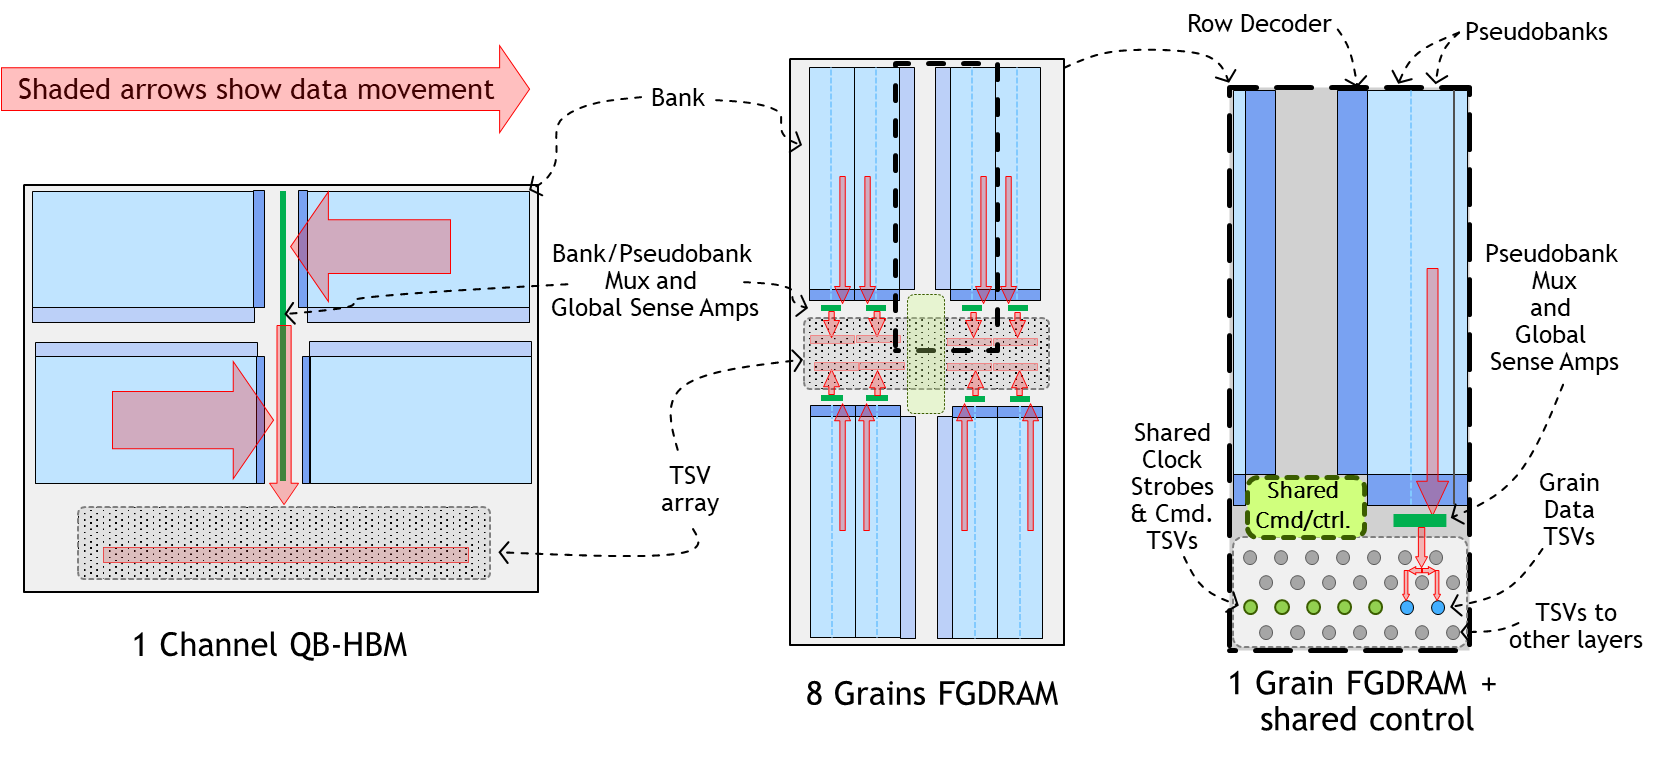 Shaded arrows show data movement
Bank
Bank/Pseudobank
Mux and
Global Sense Amps
TSV
array
1 Channel QB-HBM
8 Grains FGDRAM
Row Decoder
Pseudobanks
Pseudobank
Mux
and
Global
Sense Amps
Shared
Clock
Strobes
& Cmd.
TSVs
Shared
Cmd/ctrl.
Grain
Data
TSVs
TSVs to
other layers
1 Grain FGDRAM +
shared control